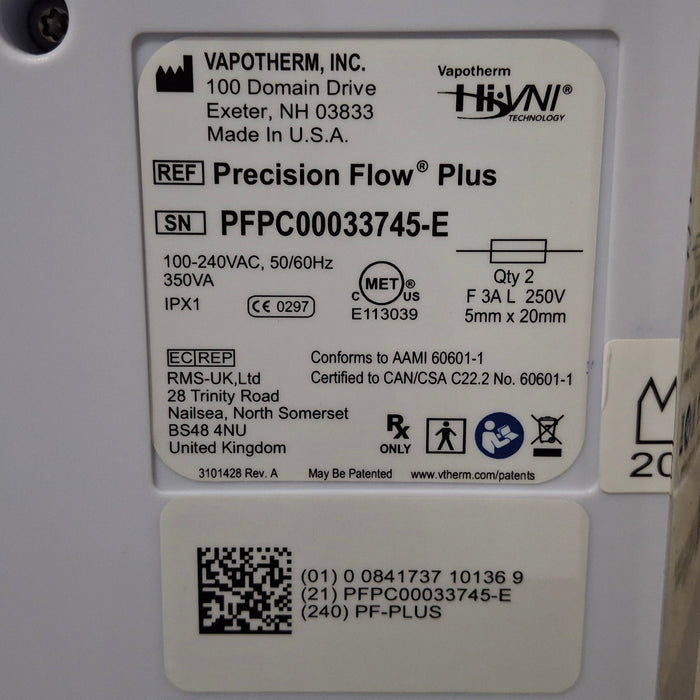 VAPOTHERM, INC.
100 Domain Drive
Exeter, NH 03833
Made In U.S.A.
Vapotherm
Hi-VNI®
TECHNOLOGY
REF Precision Flow® Plus
SN PFPC00033745-E
100-240VAC, 50/60Hz
350VA
IPX1
CE 0297
C MET ® US
E113039
Qty 2
F 3A L 250V
5mm x 20mm
EC REP
RMS-UK,Ltd
28 Trinity Road
Nailsea, North Somerset
BS48 4NU
United Kingdom
Conforms to AAMI 60601-1
Certified to CAN/CSA C22.2 No. 60601-1
Rx
ONLY
3101428 Rev. A May Be Patented www.vtherm.com/patents
(01) 0 0841737 10136 9
(21) PFPC00033745-E
(240) PF-PLUS